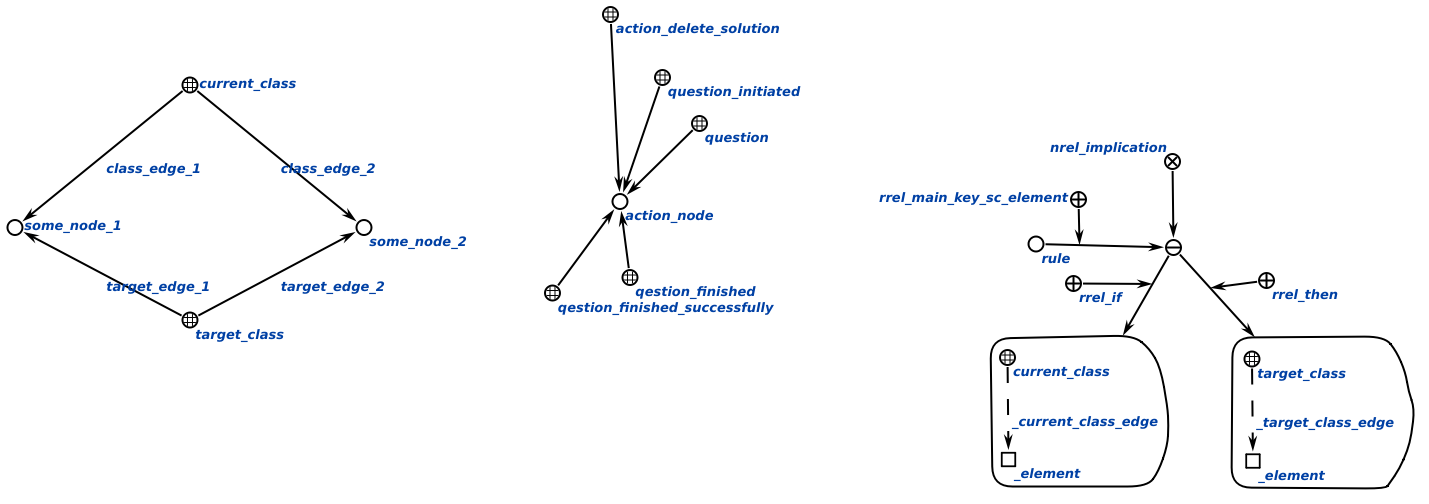 current_class
class_edge_1
class_edge_2
some_node_1
some_node_2
target_edge_1
target_edge_2
target_class
action_delete_solution
question_initiated
question
action_node
qestion_finished
qestion_finished_successfully
nrel_implication
rrel_main_key_sc_element
rule
rrel_if
rrel_then
current_class
_current_class_edge
_element
target_class
_target_class_edge
_element